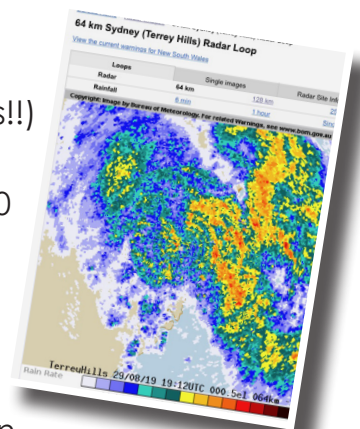 64 km Sydney (Terrey Hills) Radar Loop
View the current warnings for New South Wales
Loops Single images Radar Site Inf
Radar 64 km 128 km
Rainfall 6 min 1 hour
Copyright: Image by Bureau of Meteorology. For related Warnings, see www.bom.gov.au
s!!)
0
TerreyHills 29/08/19 19:12UTC 000.5el 064km
Rain Rate